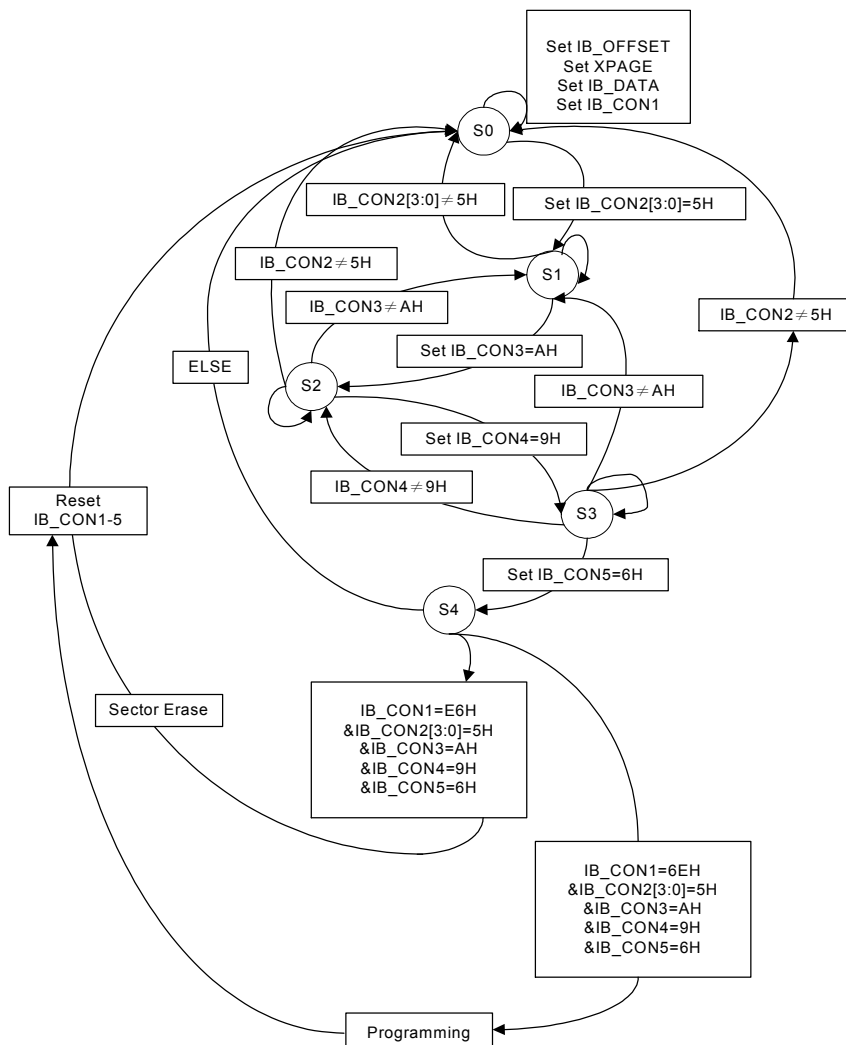 Set IB_OFFSET
Set XPAGE
Set IB_DATA
Set IB_CON1
S0
IB_CON2[3:0]≠5H
Set IB_CON2[3:0]=5H
IB_CON2≠5H
S1
IB_CON3≠AH
IB_CON2≠5H
Set IB_CON3=AH
ELSE
S2
IB_CON3≠AH
Set IB_CON4=9H
IB_CON4≠9H
Reset
IB_CON1-5
S3
Set IB_CON5=6H
S4
Sector Erase
IB_CON1=E6H
&IB_CON2[3:0]=5H
&IB_CON3=AH
&IB_CON4=9H
&IB_CON5=6H
IB_CON1=6EH
&IB_CON2[3:0]=5H
&IB_CON3=AH
&IB_CON4=9H
&IB_CON5=6H
Programming